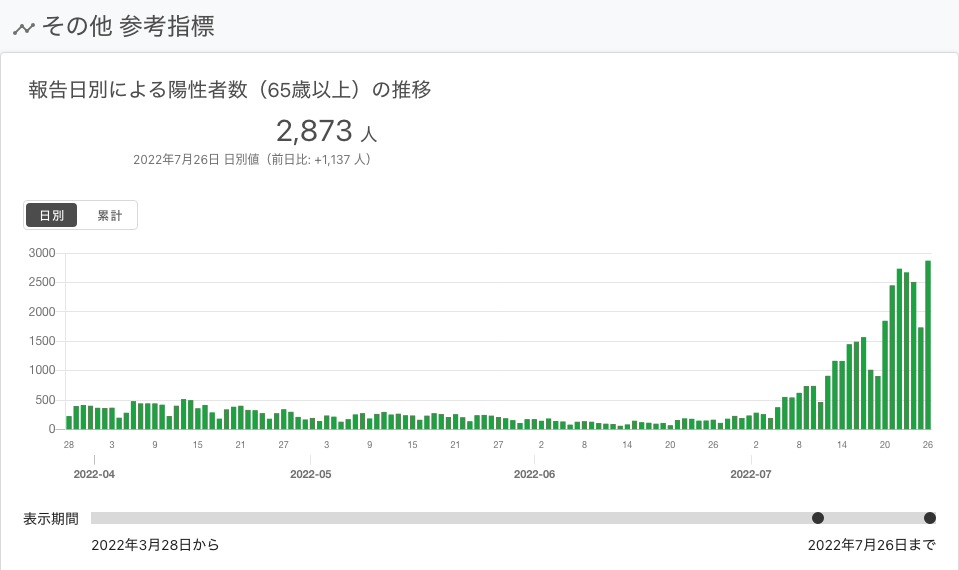 その他 参考指標
報告日別による陽性者数（65歳以上）の推移
2,873 人
2022年7月26日 日別値（前日比: +1,137 人）
日別 累計
3000
2500
2000
1500
1000
500
0
28 3 9 15 21 27 3 9 15 21 27 2 8 14 20 26 2 8 14 20 26
2022-04 2022-05 2022-06 2022-07
表示期間
2022年3月28日から 2022年7月26日まで